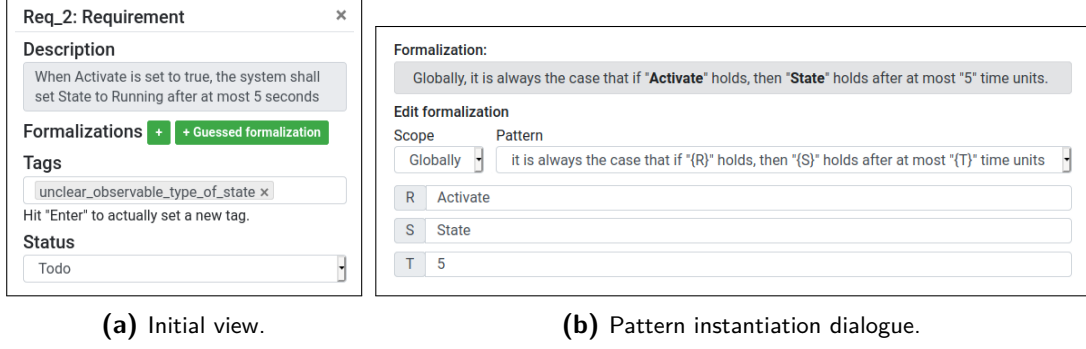 Req_2: Requirement ×
Description
When Activate is set to true, the system shall
set State to Running after at most 5 seconds
Formalizations + + Guessed formalization
Tags
unclear_observable_type_of_state ×
Hit "Enter" to actually set a new tag.
Status
Todo
(a) Initial view.
Formalization:
Globally, it is always the case that if "Activate" holds, then "State" holds after at most "5" time units.
Edit formalization
Scope Pattern
Globally it is always the case that if "{R}" holds, then "{S}" holds after at most "{T}" time units
R Activate
S State
T 5
(b) Pattern instantiation dialogue.